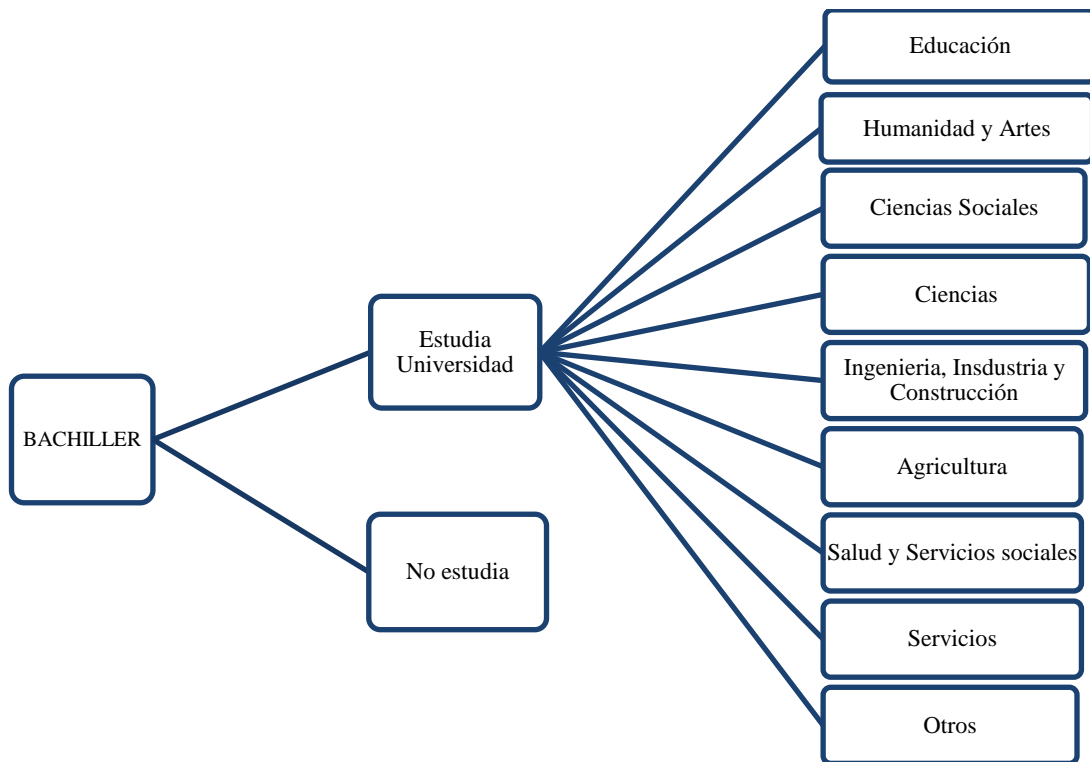 BACHILLER
Estudia
Universidad
No estudia
Educación
Humanidad y Artes
Ciencias Sociales
Ciencias
Ingenieria, Insdustria y
Construcción
Agricultura
Salud y Servicios sociales
Servicios
Otros